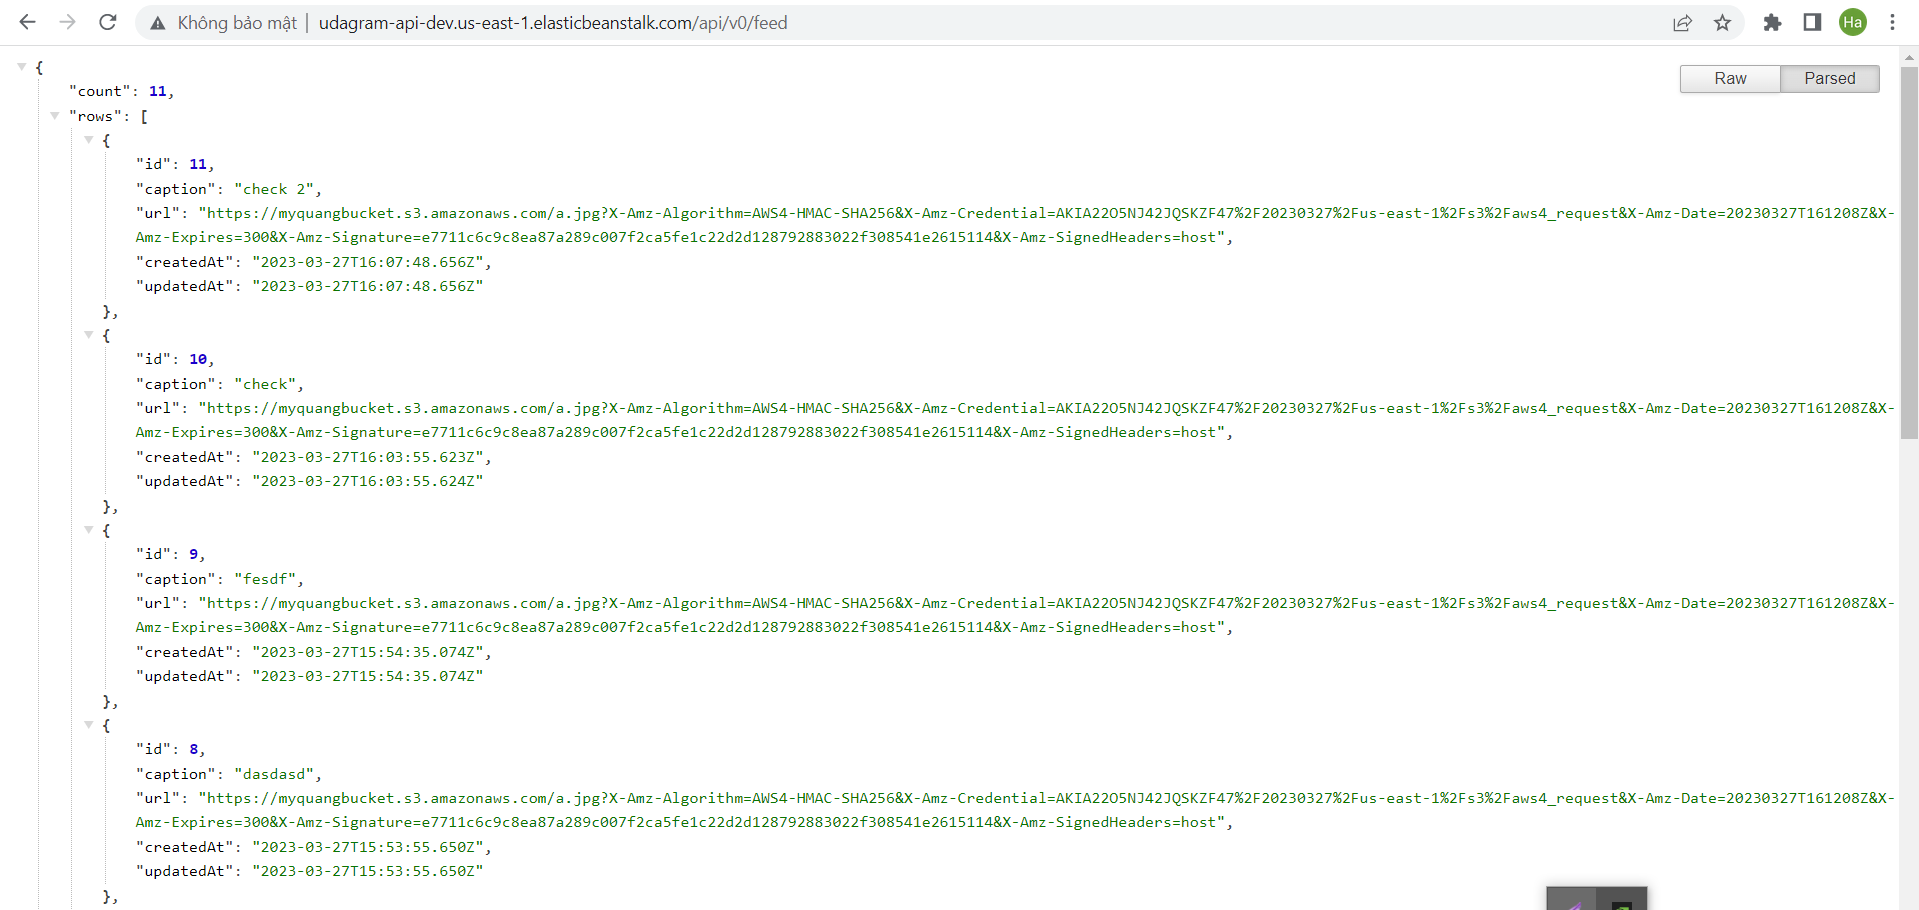 Không bảo mật | udagram-api-dev.us-east-1.elasticbeanstalk.com/api/v0/feed
Ha
Raw Parsed
{
"count": 11,
"rows": [
{
"id": 11,
"caption": "check 2",
"url": "https://myquangbucket.s3.amazonaws.com/a.jpg?X-Amz-Algorithm=AWS4-HMAC-SHA256&X-Amz-Credential=AKIA22O5NJ42JQSKZF47%2F20230327%2Fus-east-1%2Fs3%2Faws4_request&X-Amz-Date=20230327T161208Z&X-
Amz-Expires=300&X-Amz-Signature=e7711c6c9c8ea87a289c007f2ca5fe1c22d2d128792883022f308541e2615114&X-Amz-SignedHeaders=host",
"createdAt": "2023-03-27T16:07:48.656Z",
"updatedAt": "2023-03-27T16:07:48.656Z"
},
{
"id": 10,
"caption": "check",
"url": "https://myquangbucket.s3.amazonaws.com/a.jpg?X-Amz-Algorithm=AWS4-HMAC-SHA256&X-Amz-Credential=AKIA22O5NJ42JQSKZF47%2F20230327%2Fus-east-1%2Fs3%2Faws4_request&X-Amz-Date=20230327T161208Z&X-
Amz-Expires=300&X-Amz-Signature=e7711c6c9c8ea87a289c007f2ca5fe1c22d2d128792883022f308541e2615114&X-Amz-SignedHeaders=host",
"createdAt": "2023-03-27T16:03:55.623Z",
"updatedAt": "2023-03-27T16:03:55.624Z"
},
{
"id": 9,
"caption": "fesdf",
"url": "https://myquangbucket.s3.amazonaws.com/a.jpg?X-Amz-Algorithm=AWS4-HMAC-SHA256&X-Amz-Credential=AKIA22O5NJ42JQSKZF47%2F20230327%2Fus-east-1%2Fs3%2Faws4_request&X-Amz-Date=20230327T161208Z&X-
Amz-Expires=300&X-Amz-Signature=e7711c6c9c8ea87a289c007f2ca5fe1c22d2d128792883022f308541e2615114&X-Amz-SignedHeaders=host",
"createdAt": "2023-03-27T15:54:35.074Z",
"updatedAt": "2023-03-27T15:54:35.074Z"
},
{
"id": 8,
"caption": "dasdasd",
"url": "https://myquangbucket.s3.amazonaws.com/a.jpg?X-Amz-Algorithm=AWS4-HMAC-SHA256&X-Amz-Credential=AKIA22O5NJ42JQSKZF47%2F20230327%2Fus-east-1%2Fs3%2Faws4_request&X-Amz-Date=20230327T161208Z&X-
Amz-Expires=300&X-Amz-Signature=e7711c6c9c8ea87a289c007f2ca5fe1c22d2d128792883022f308541e2615114&X-Amz-SignedHeaders=host",
"createdAt": "2023-03-27T15:53:55.650Z",
"updatedAt": "2023-03-27T15:53:55.650Z"
},